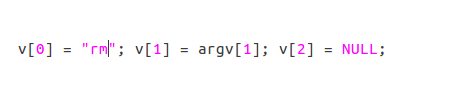 v[0] = "rm"; v[1] = argv[1]; v[2] = NULL;